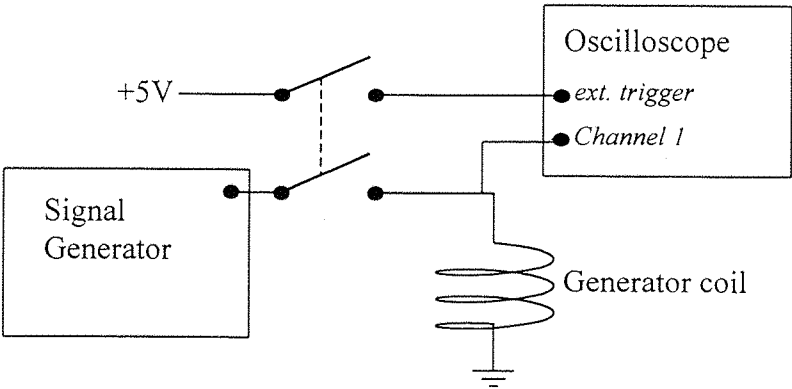 Oscilloscope
+5V
ext. trigger
Channel 1
Signal
Generator
Generator coil